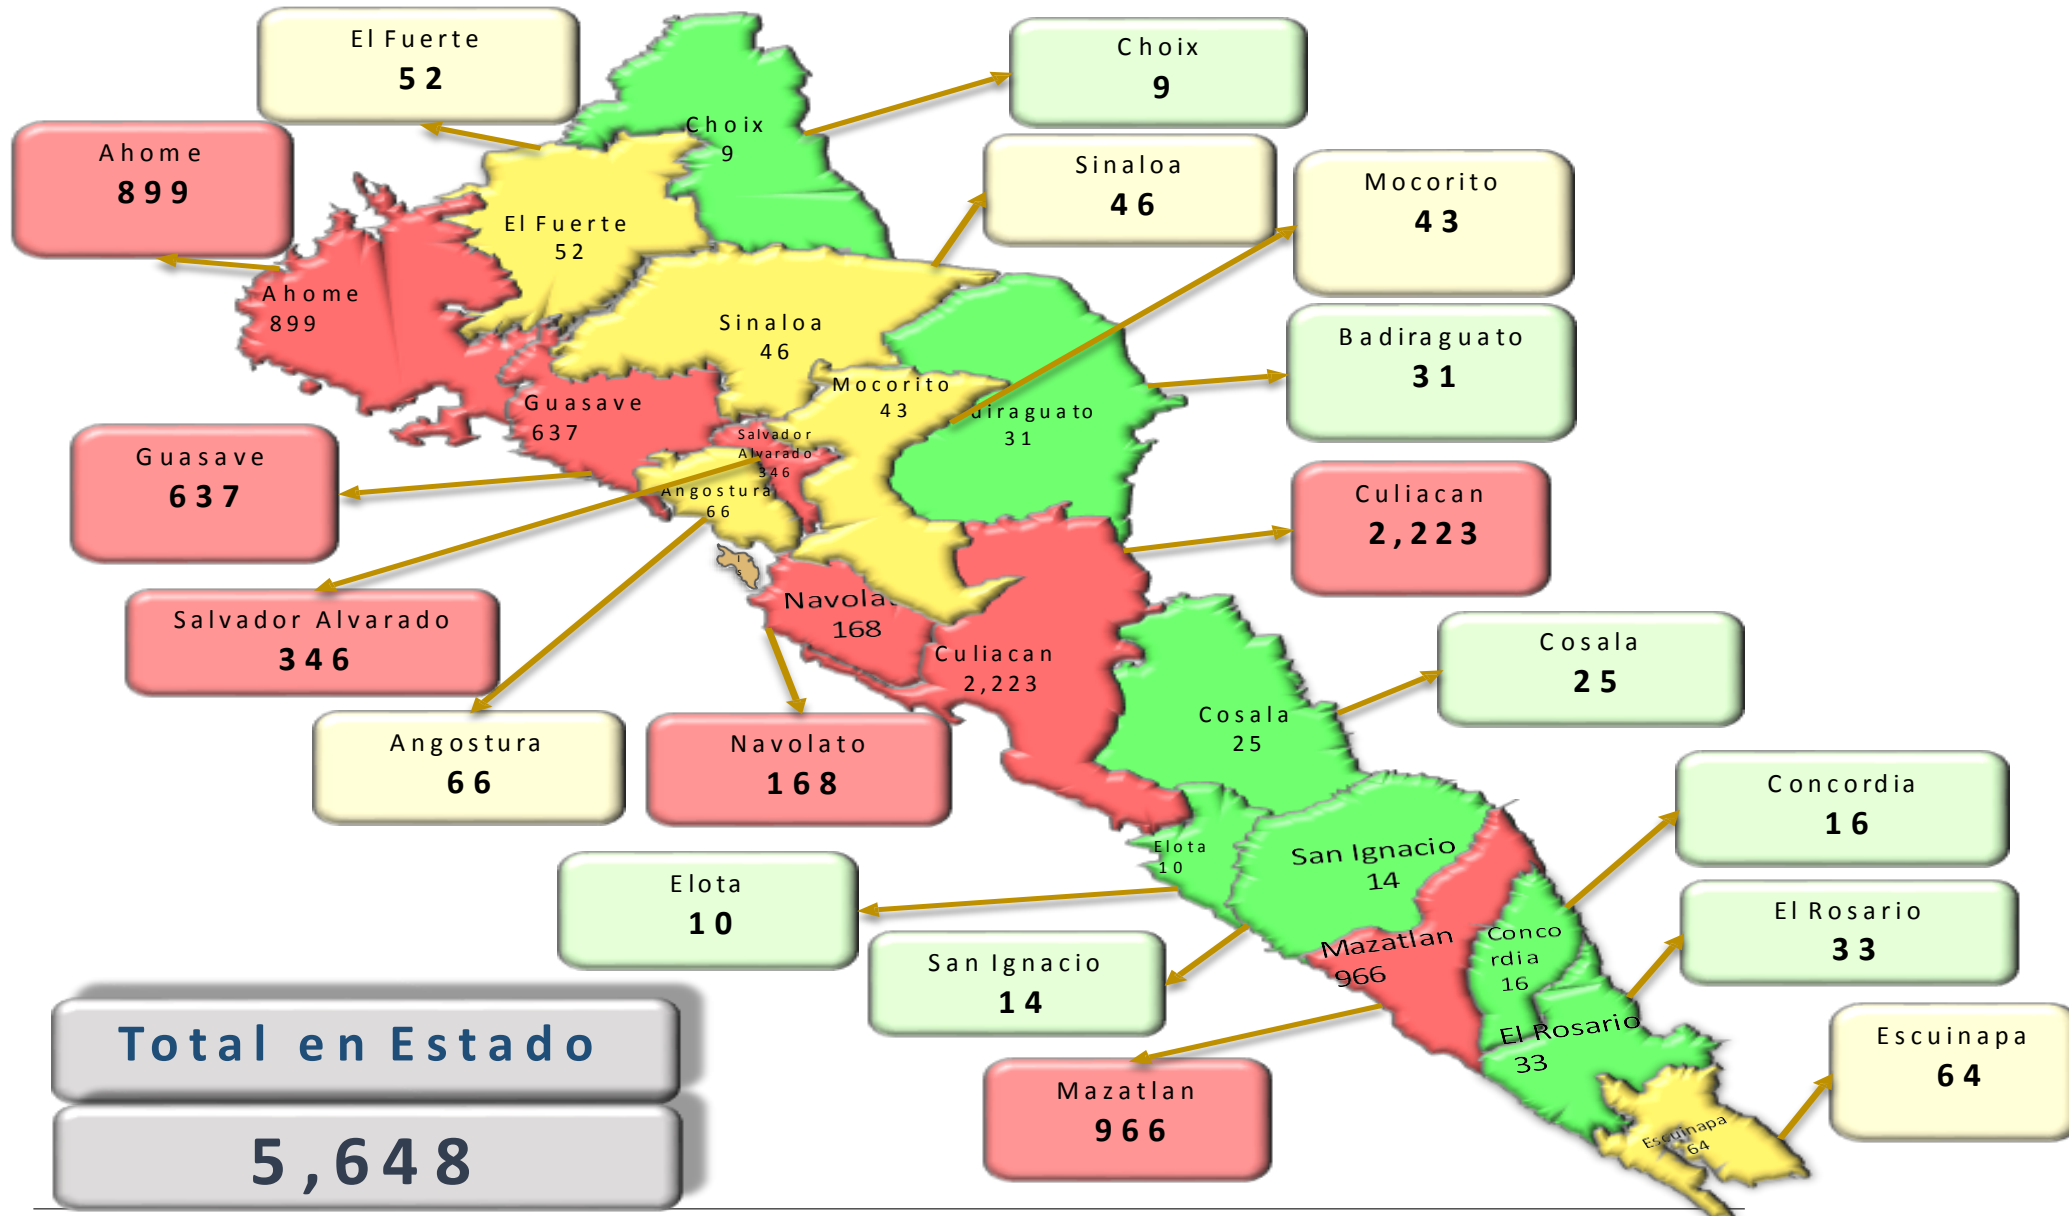 El Fuerte
52
Choix
9
Ahome
899
Sinaloa
46
Mocorito
43
Choix
9
El Fuerte
52
Ahome
899
Sinaloa
46
Badiraguato
31
Mocorito
43
diraguato
31
Guasave
637
Guasave
637
Salvador
Alvarado
346
Angostura
66
Culiacan
2,223
Salvador Alvarado
346
Navolat
168
Culiacan
2,223
Cosala
25
Angostura
66
Navolato
168
Cosala
25
Concordia
16
Elota
10
San Ignacio
14
Elota
10
El Rosario
33
San Ignacio
14
Mazatlan
966
Conco
rdia
16
El Rosario
33
Escuinapa
64
Mazatlan
966
Escuinapa
64
Total en Estado
5,648